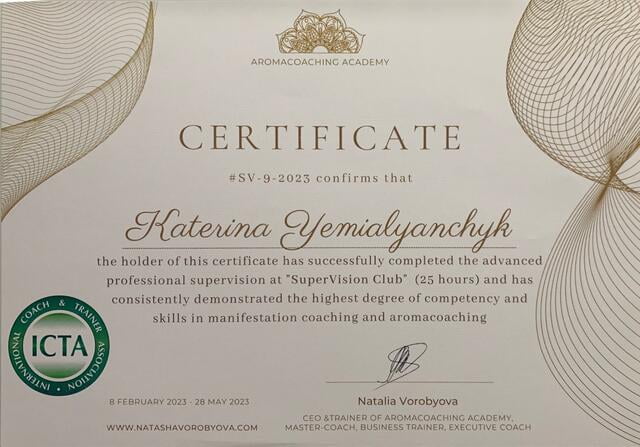 AROMACOACHING ACADEMY
CERTIFICATE
#SV-9-2023 confirms that
Katerina Yemialyanchyk
the holder of this certificate has successfully completed the advanced
professional supervision at "SuperVision Club" (25 hours) and has
consistently demonstrated the highest degree of competency and
skills in manifestation coaching and aromacoaching
INTERNATIONAL COACH & TRAINER ASSOCIATION
ICTA
8 FEBRUARY 2023 - 28 MAY 2023
WWW.NATASHAVOROBYOVA.COM
Natalia Vorobyova
CEO &TRAINER OF AROMACOACHING ACADEMY,
MASTER-COACH, BUSINESS TRAINER, EXECUTIVE COACH